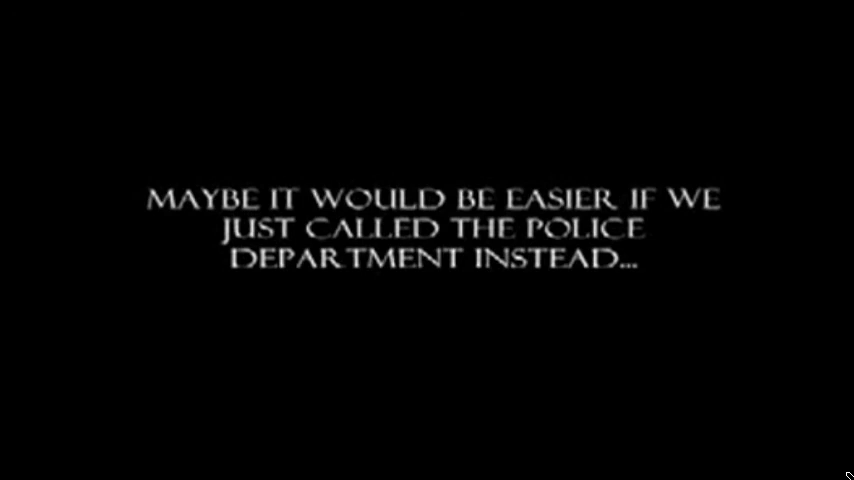 MAYBE IT WOULD BE EASIER IF WE
JUST CALLED THE POLICE
DEPARTMENT INSTEAD...